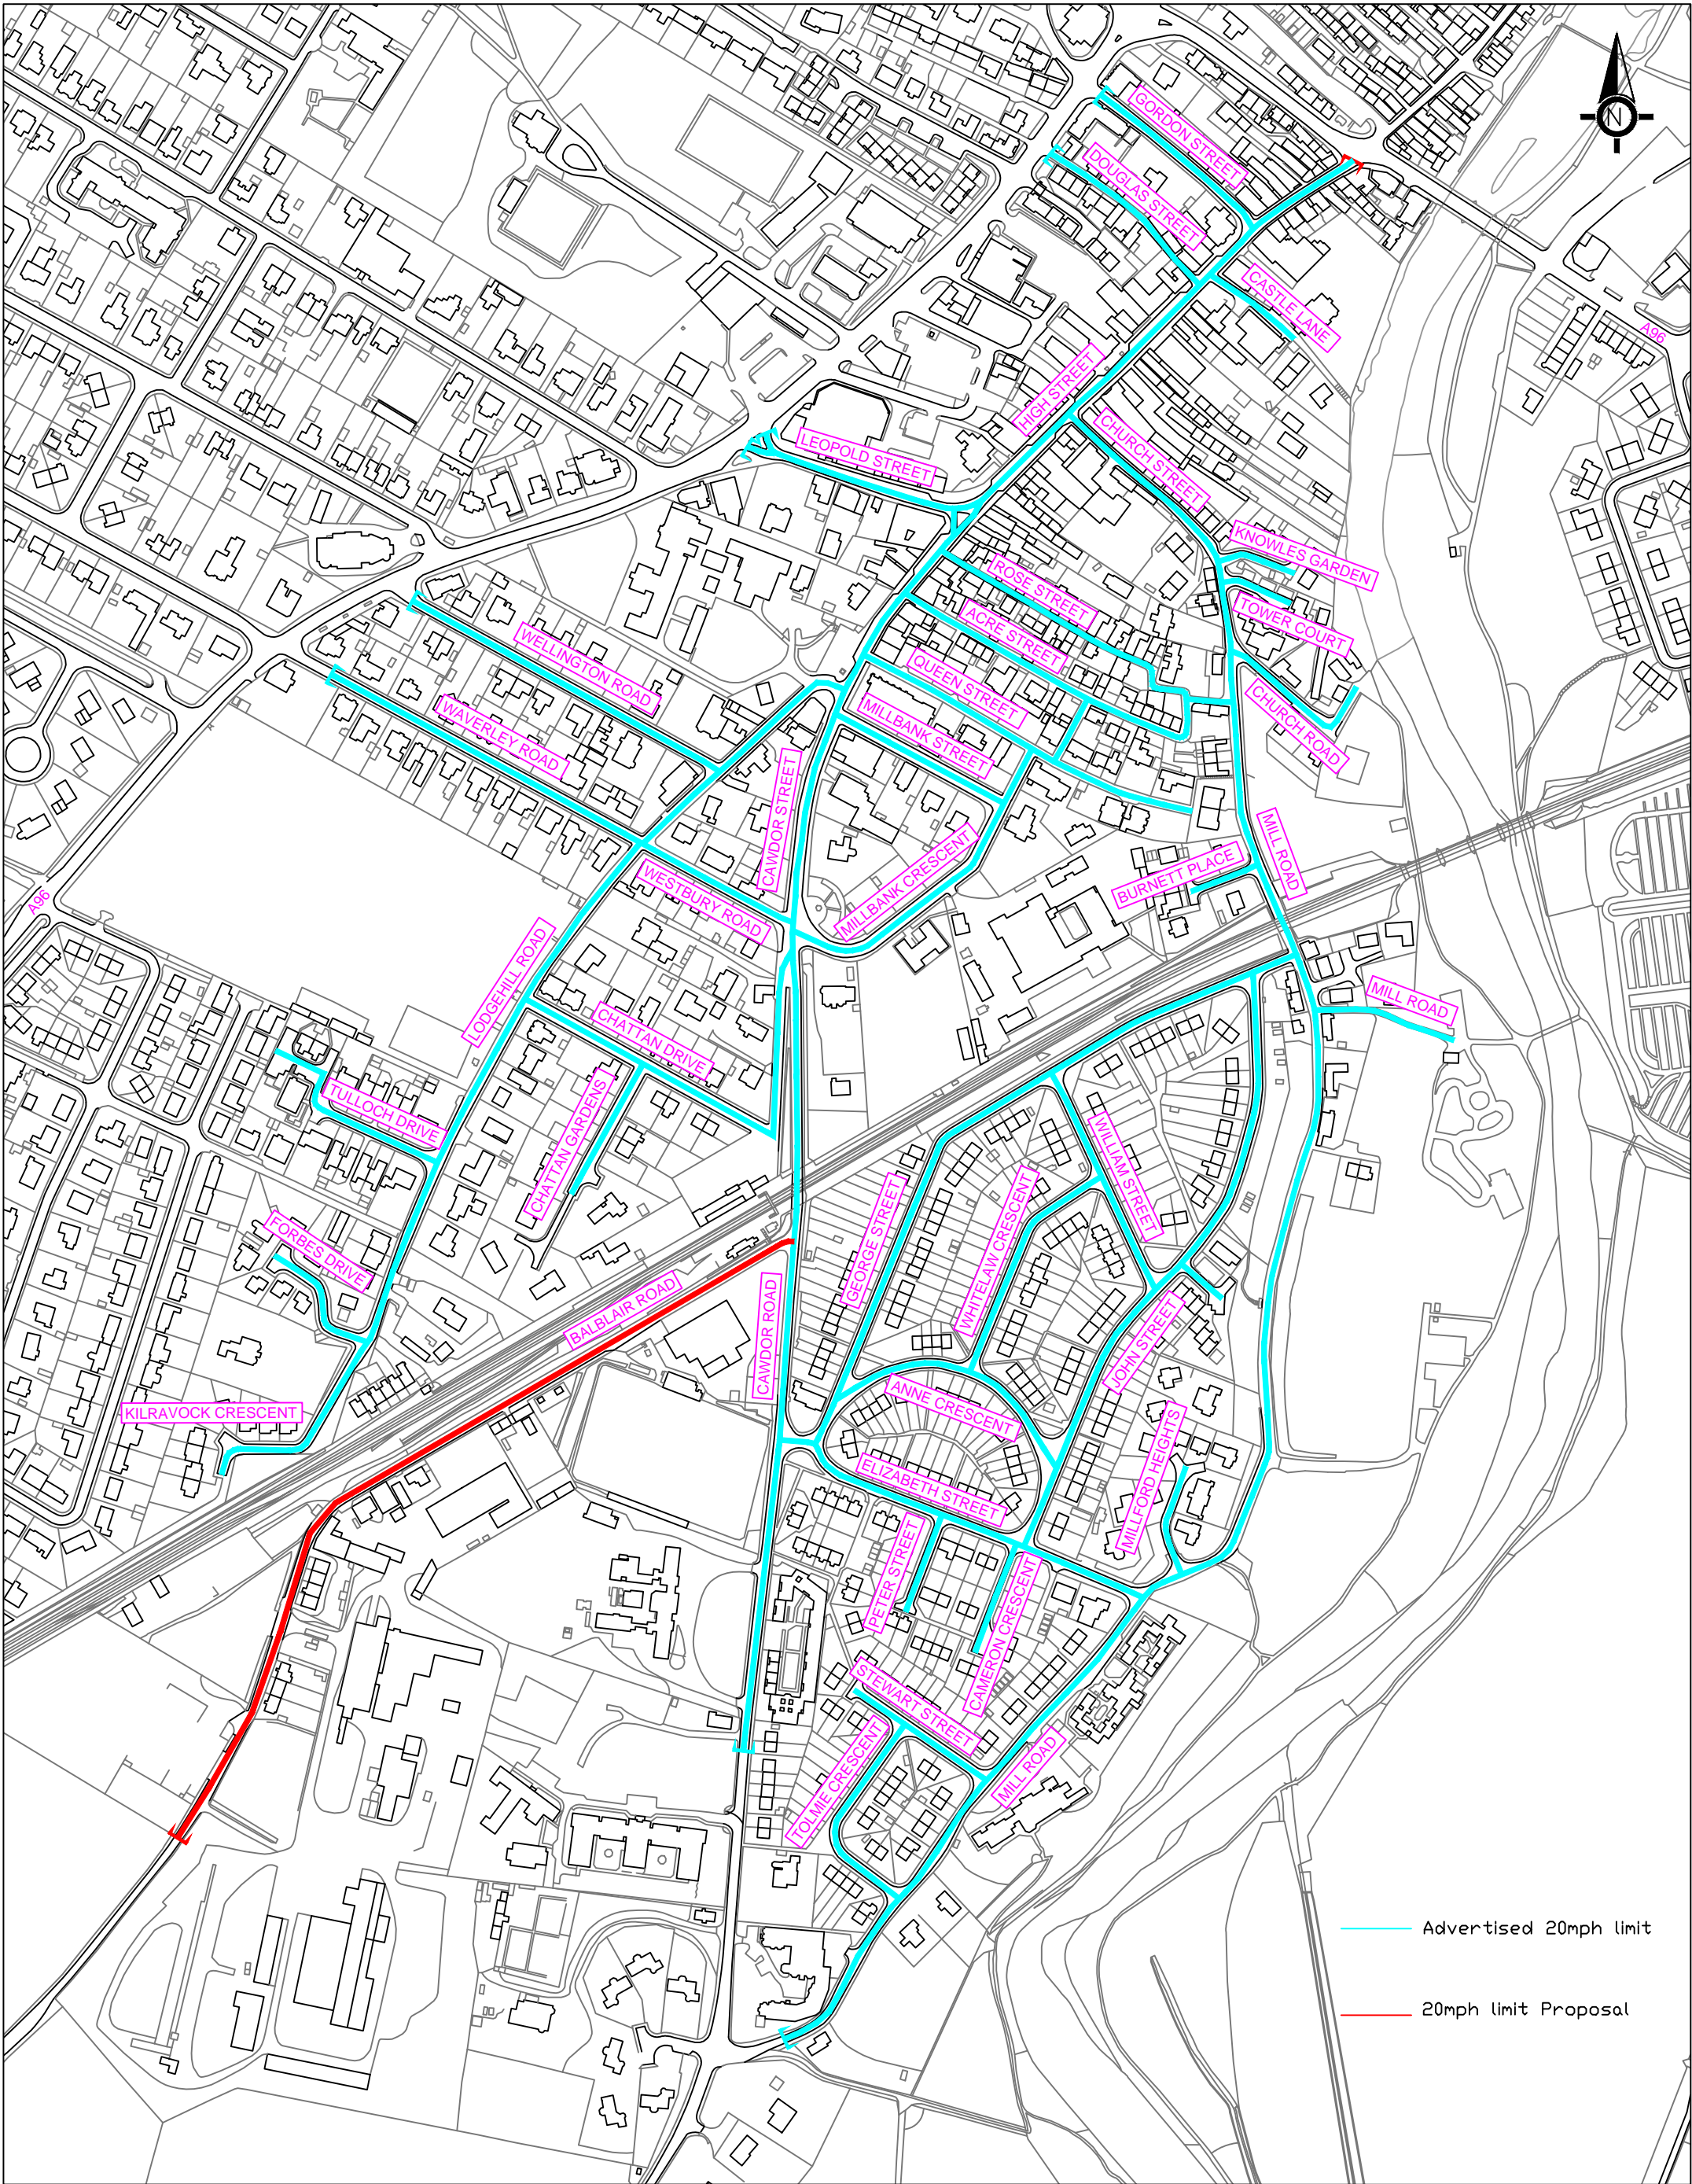 GORDON STREET
DOUGLAS STREET
N
CASTLE LANE
A96
HIGH STREET
CHURCH STREET
LEOPOLD STREET
KNOWLES GARDEN
ROSE STREET
TOWER COURT
ACRE STREET
WELLINGTON ROAD
QUEEN STREET
CHURCH ROAD
WAVERLEY ROAD
MILLBANK STREET
CAWDOR STREET
MILL ROAD
MILLBANK CRESCENT
BURNETT PLACE
WESTBURY ROAD
A96
LODGEHILL ROAD
MILL ROAD
CHATTAN DRIVE
TULLOCH DRIVE
CHATTAN GARDENS
WILLIAM STREET
GEORGE STREET
WHITELAW CRESCENT
FORBES DRIVE
BALBLAIR ROAD
CAWDOR ROAD
JOHN STREET
KILRAVOCK CRESCENT
ANNE CRESCENT
MILLFORD HEIGHTS
ELIZABETH STREET
PETER STREET
CAMERON CRESCENT
STEWART STREET
TOLMIE CRESCENT
MILL ROAD
Advertised 20mph limit
20mph limit Proposal